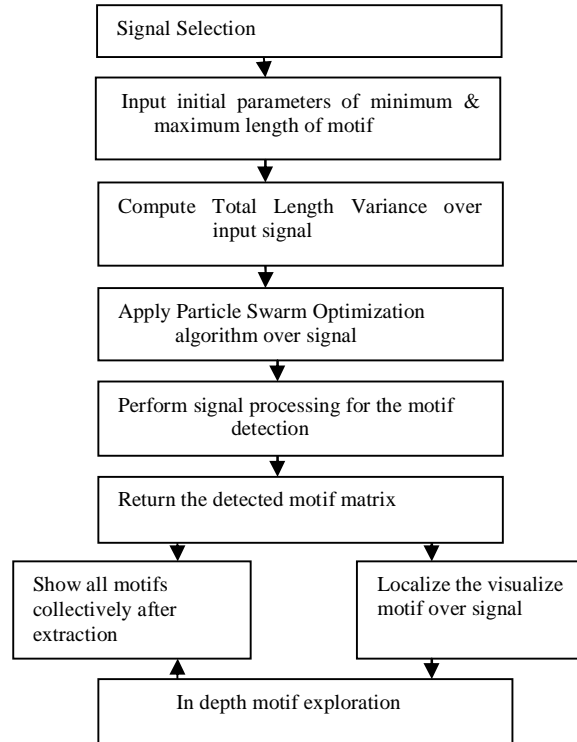 Signal Selection
Input initial parameters of minimum &
maximum length of motif
Compute Total Length Variance over
input signal
Apply Particle Swarm Optimization
algorithm over signal
Perform signal processing for the motif
detection
Return the detected motif matrix
Show all motifs
collectively after
extraction
Localize the visualize
motif over signal
In depth motif exploration